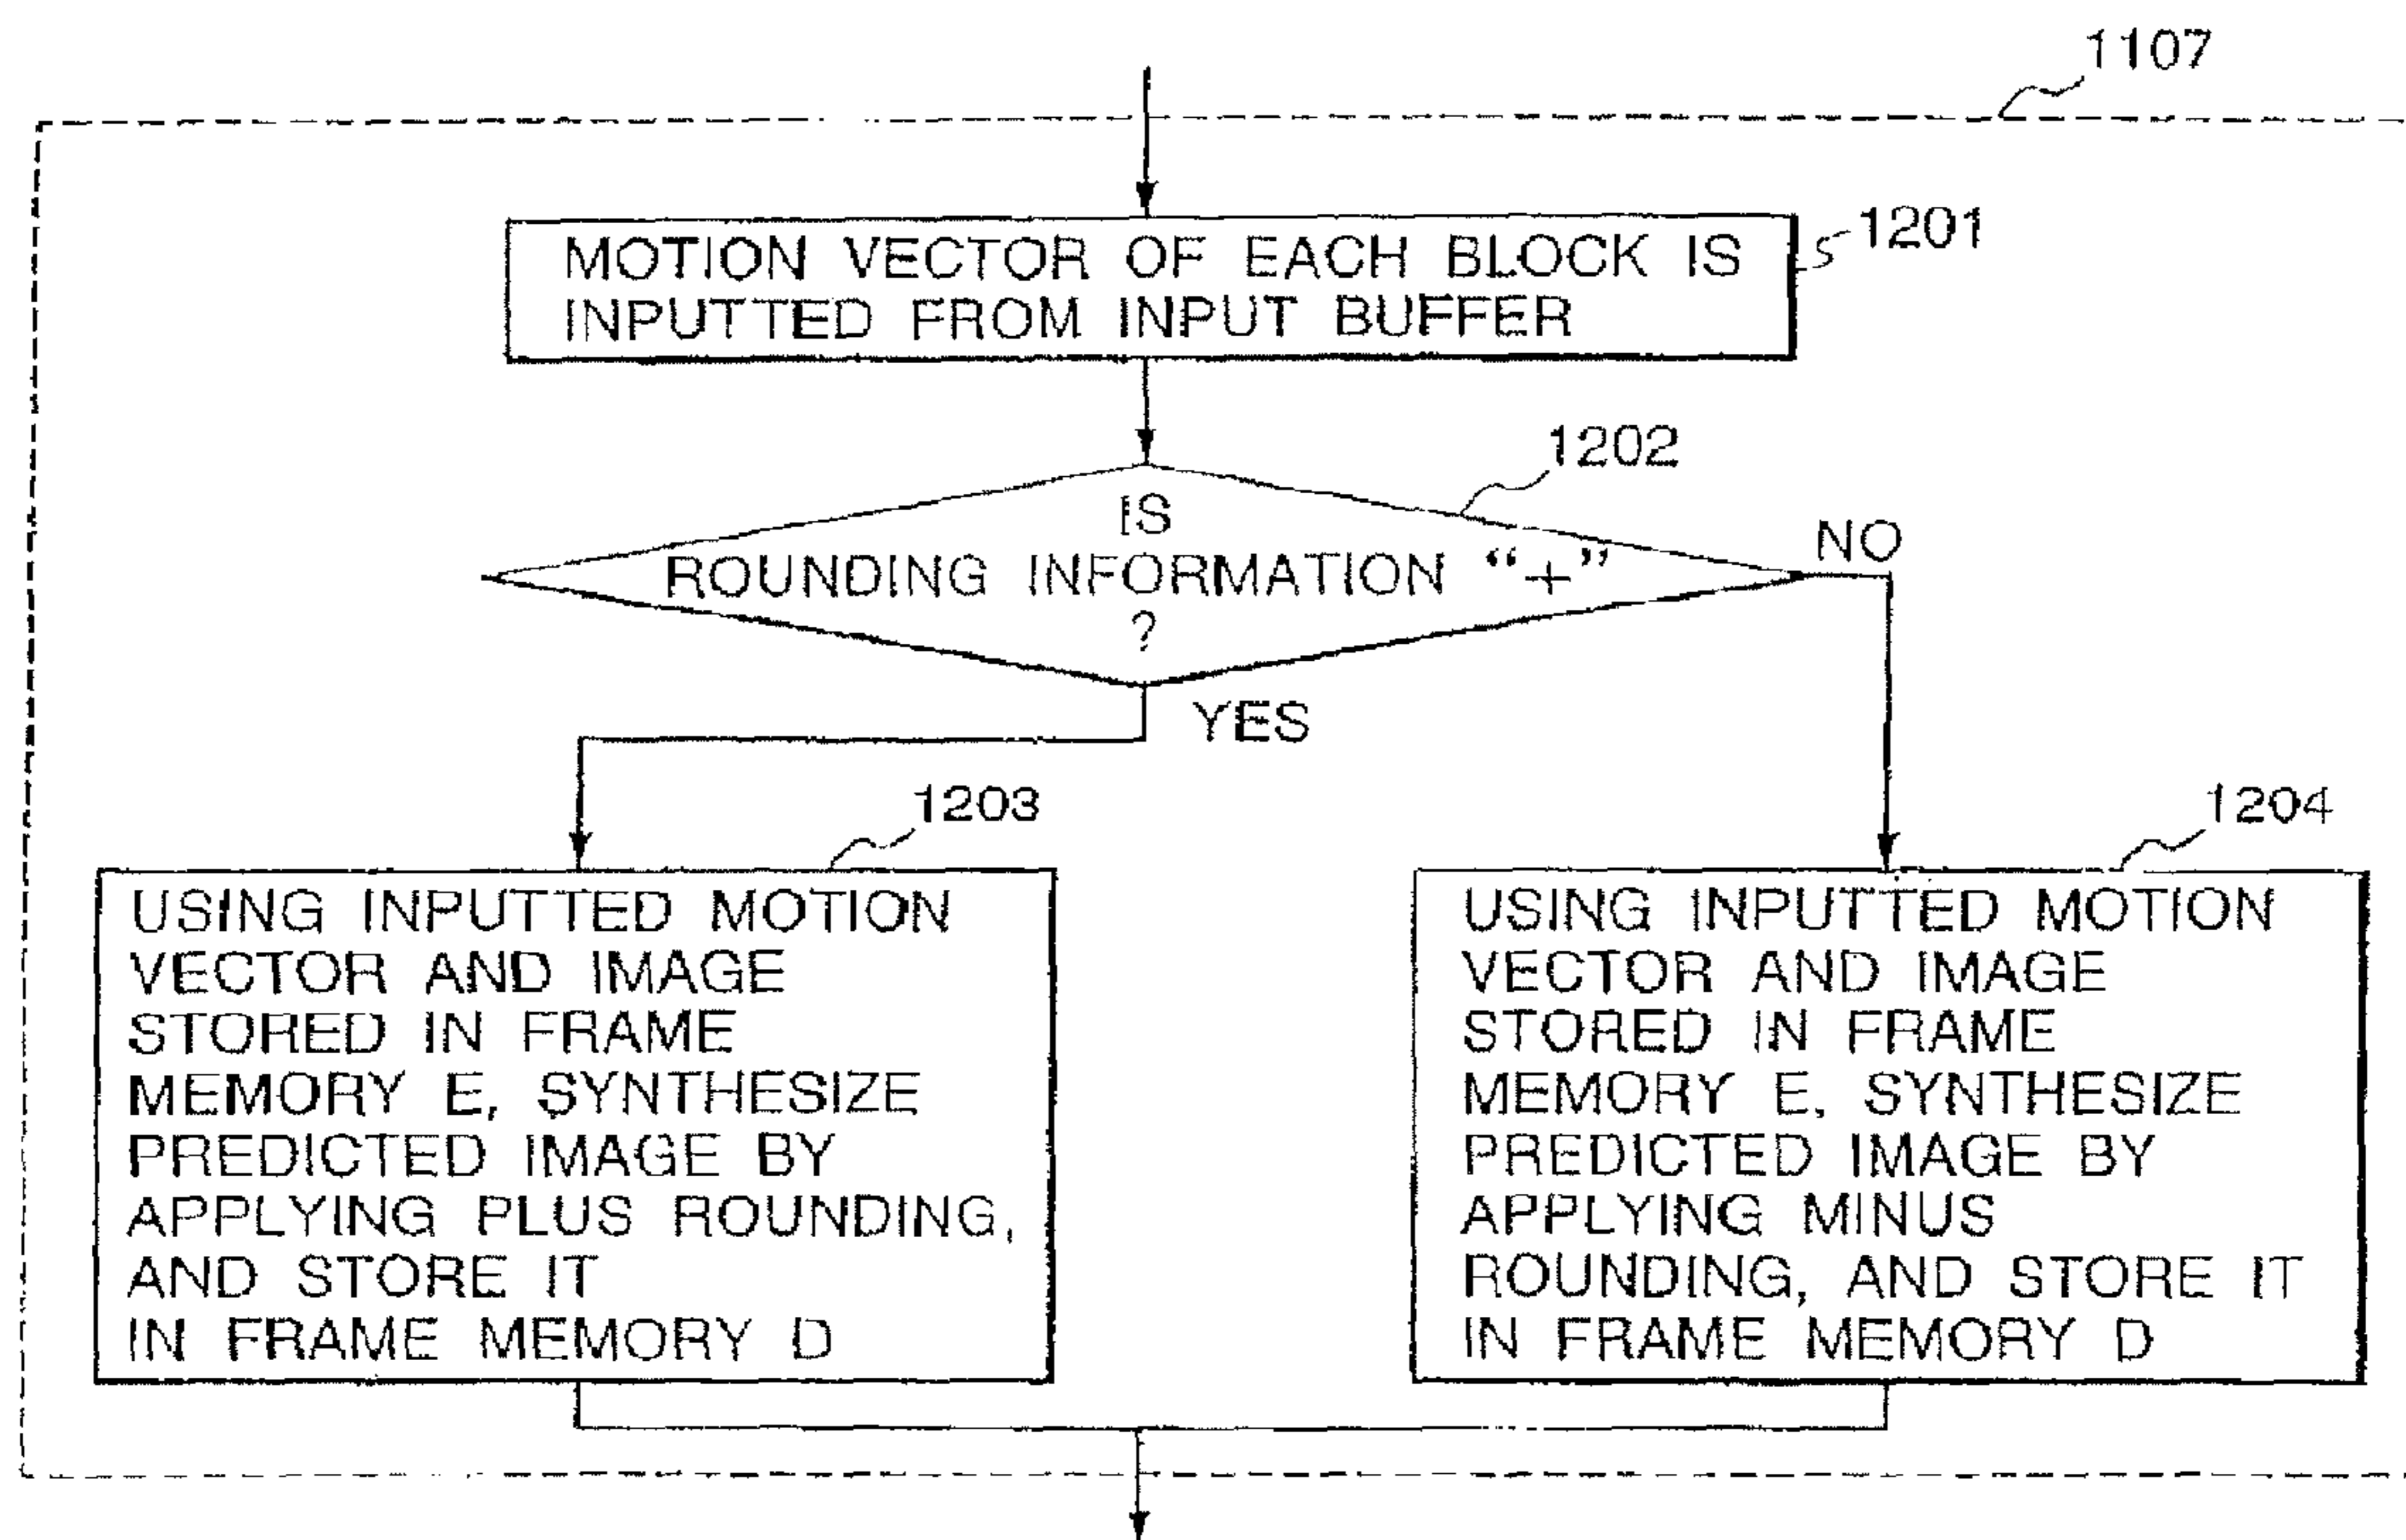 1107
MOTION VECTOR OF EACH BLOCK IS
INPUTTED FROM INPUT BUFFER
1201
1202
IS
ROUNDING INFORMATION “+”
?
NO
YES
1203
USING INPUTTED MOTION
VECTOR AND IMAGE
STORED IN FRAME
MEMORY E, SYNTHESIZE
PREDICTED IMAGE BY
APPLYING PLUS ROUNDING,
AND STORE IT
IN FRAME MEMORY D
1204
USING INPUTTED MOTION
VECTOR AND IMAGE
STORED IN FRAME
MEMORY E, SYNTHESIZE
PREDICTED IMAGE BY
APPLYING MINUS
ROUNDING, AND STORE IT
IN FRAME MEMORY D